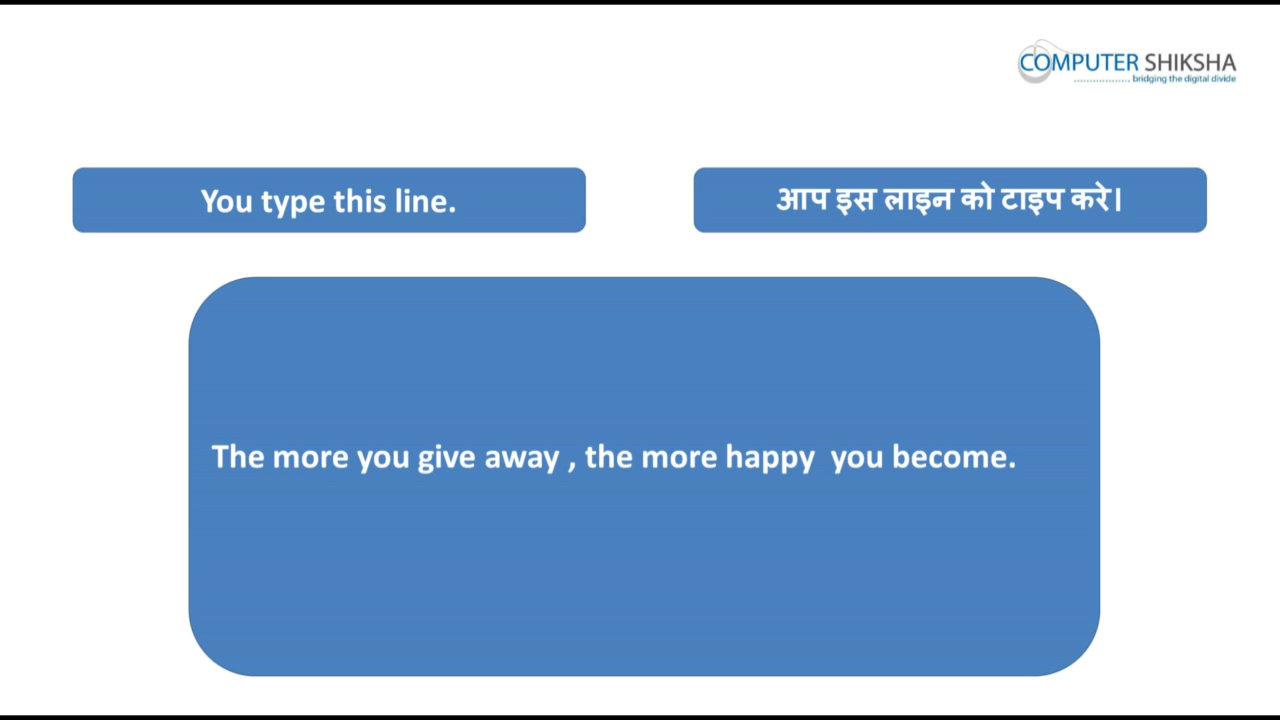 COMPUTER SHIKSHA
................. bridging the digital divide
You type this line.
आप इस लाइन को टाइप करे।
The more you give away , the more happy  you become.